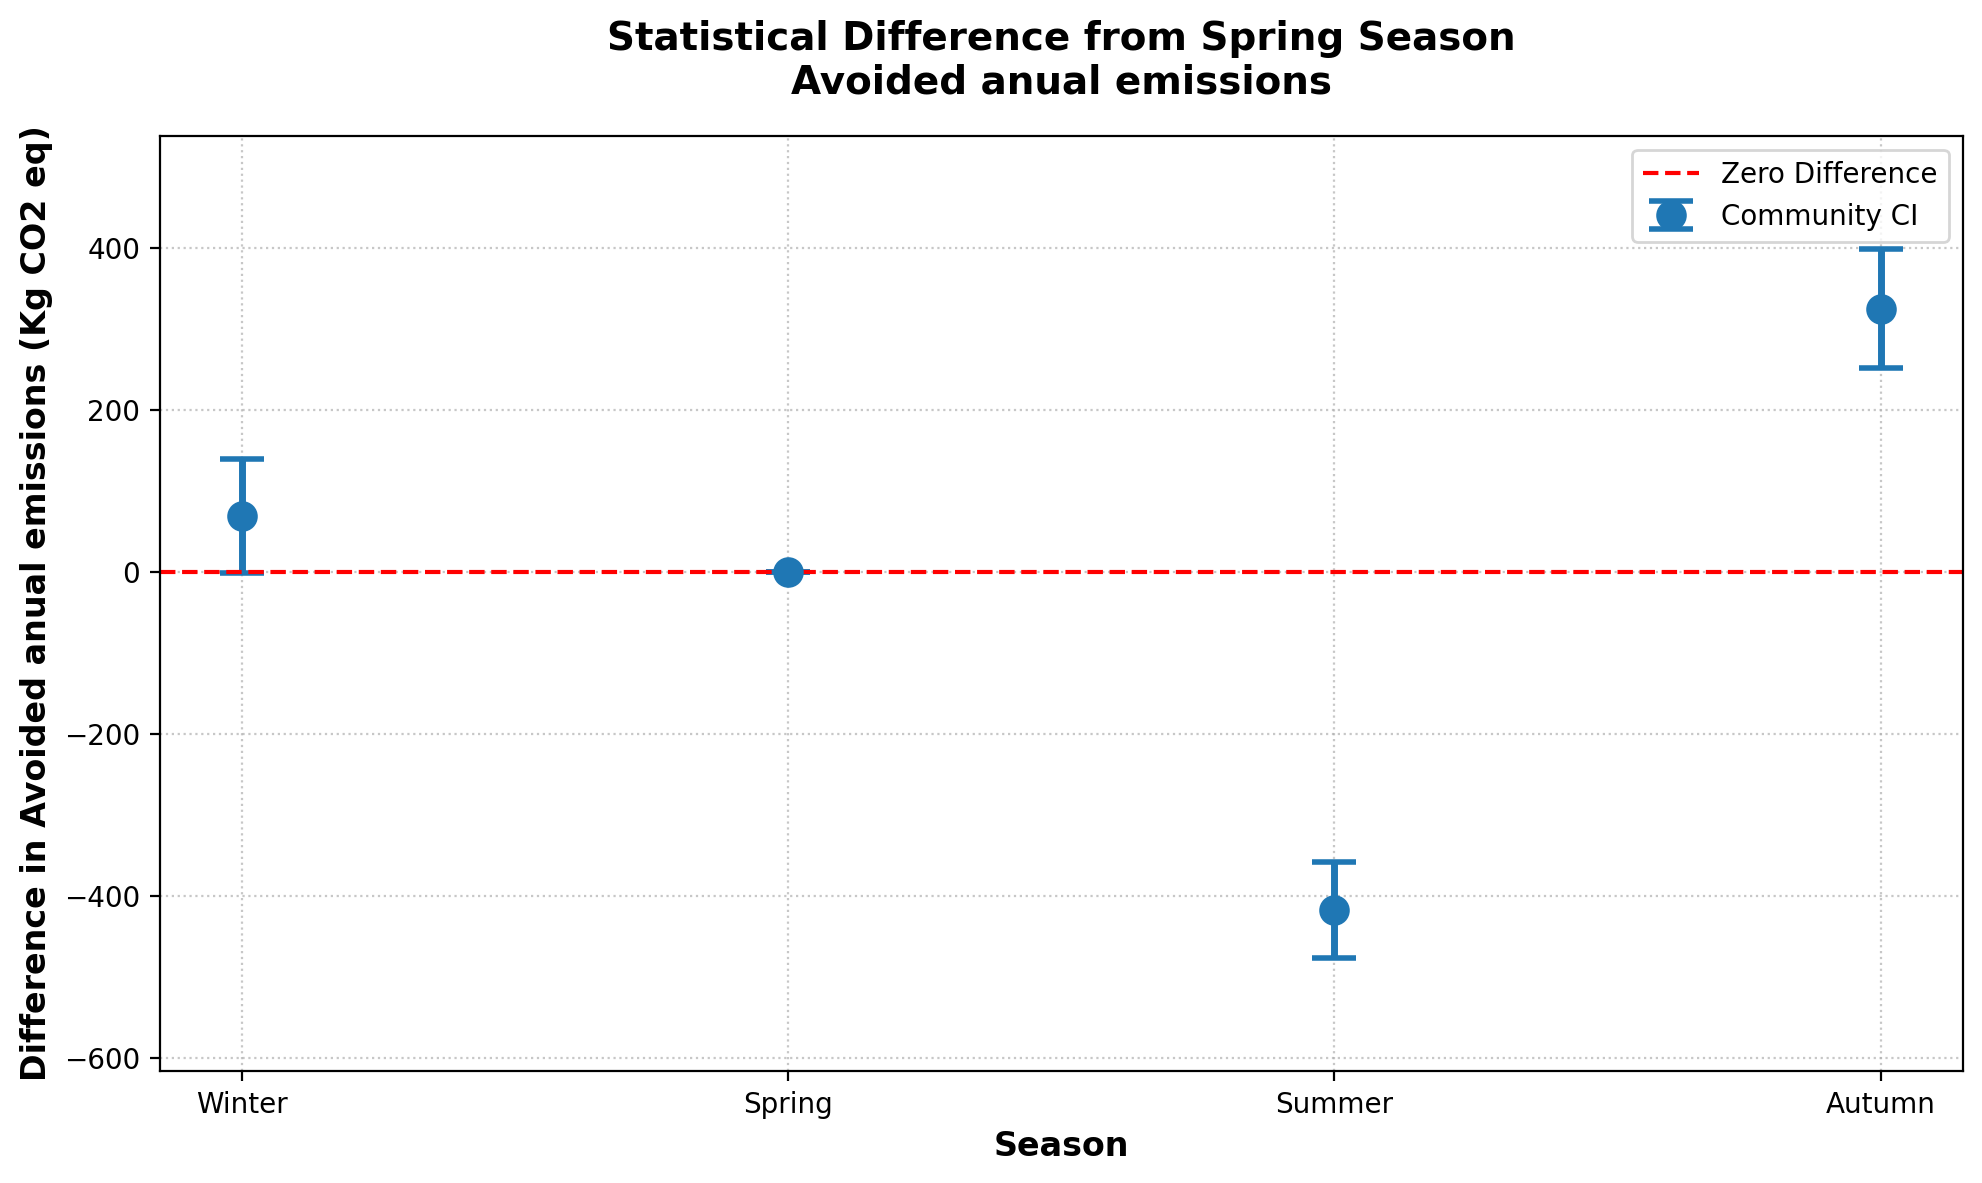 Statistical Difference from Spring Season
Avoided anual emissions
Difference in Avoided anual emissions (Kg CO2 eq)
400
200
0
−200
−400
−600
Zero Difference
Community CI
Winter
Spring
Summer
Autumn
Season